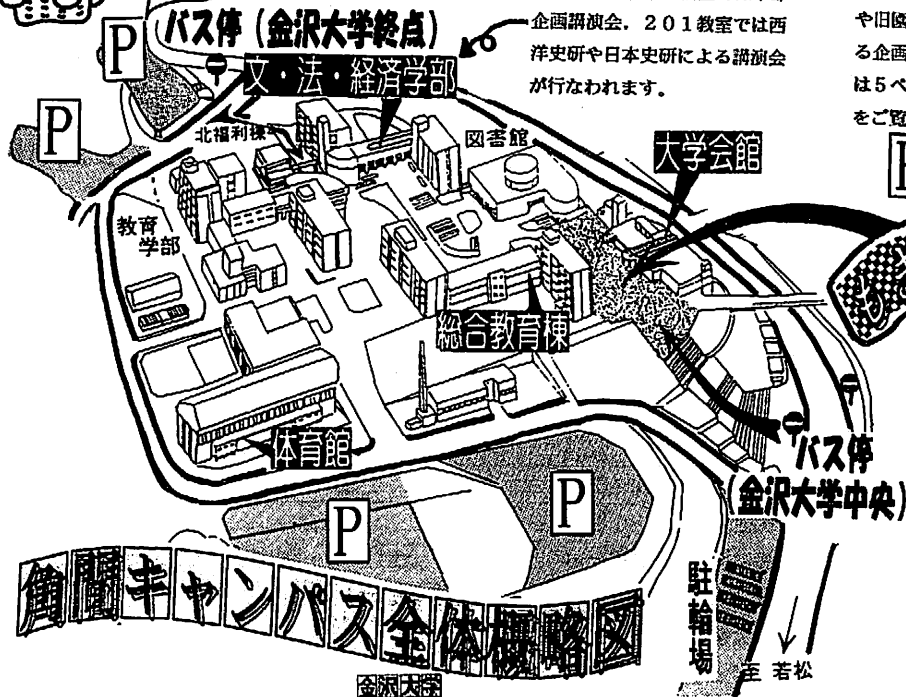 バス停（金沢大学終点）
企画講演会．２０１教室では西
洋史研や日本史研による講演会
が行なわれます。
る企画
は５ペ
をご覧
P
P
文・法・経済学部
北福利棟
図書館
大学会館
教育
学部
総合教育棟
体育館
バス停
（金沢大学中央）
P
P
角間キャンパス全体概略図
金沢大学
駐輪場
至 若松